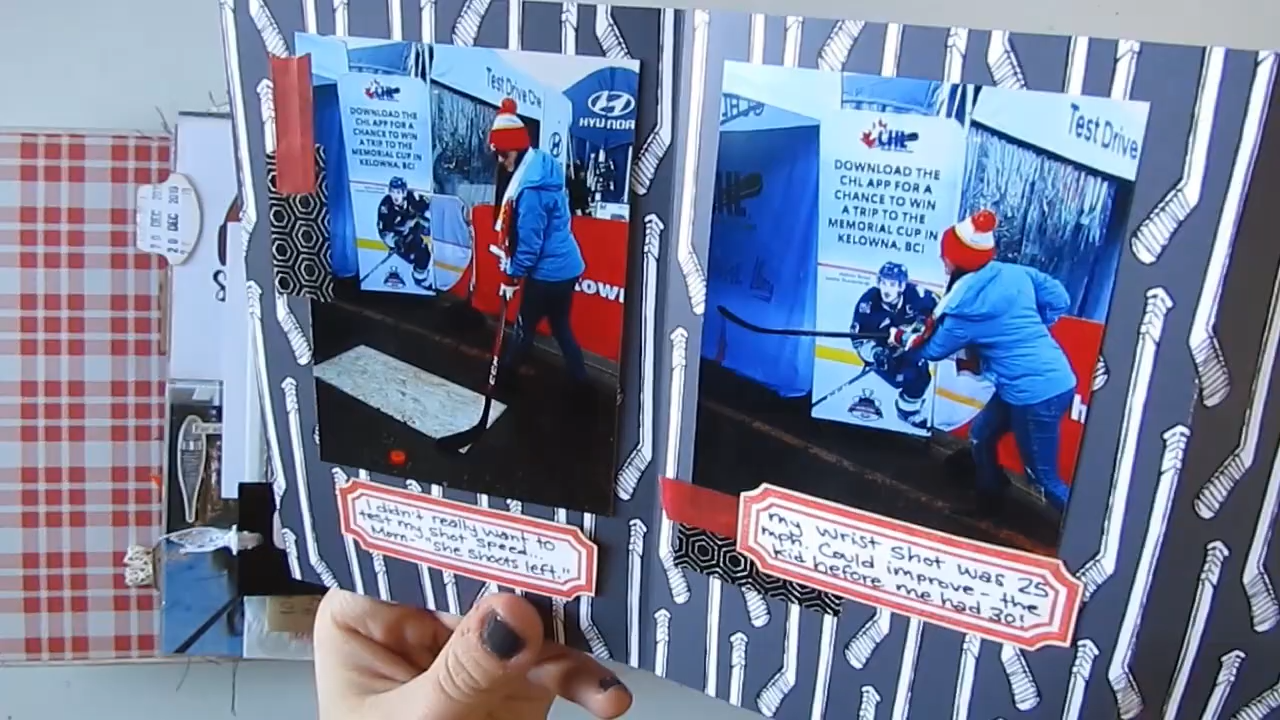 CHL
DOWNLOAD THE
CHL APP FOR A
CHANCE TO WIN
A TRIP TO THE
MEMORIAL CUP IN
KELOWNA, BC!
Test Drive
HYUNDAI
I didn't really want to
test my shot speed...
Mom: "she shoots left."
CHL
DOWNLOAD THE
CHL APP FOR A
CHANCE TO WIN
A TRIP TO THE
MEMORIAL CUP IN
KELOWNA, BC!
Test Drive
my wrist shot was 25
mph. Could improve - the
kid before me had 30!
20 DEC 2019